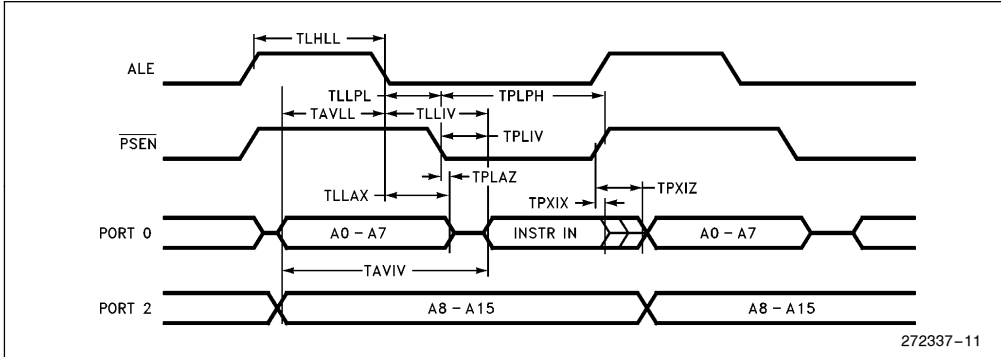 TLHLL
ALE
TLLPL
TPLPH
TAVLL
TLLIV
PSEN
TPLIV
TPLAZ
TLLAX
TPXIZ
TPXIX
PORT 0
A0 – A7
INSTR IN
A0 – A7
TAVIV
PORT 2
A8 – A15
A8 – A15
272337–11